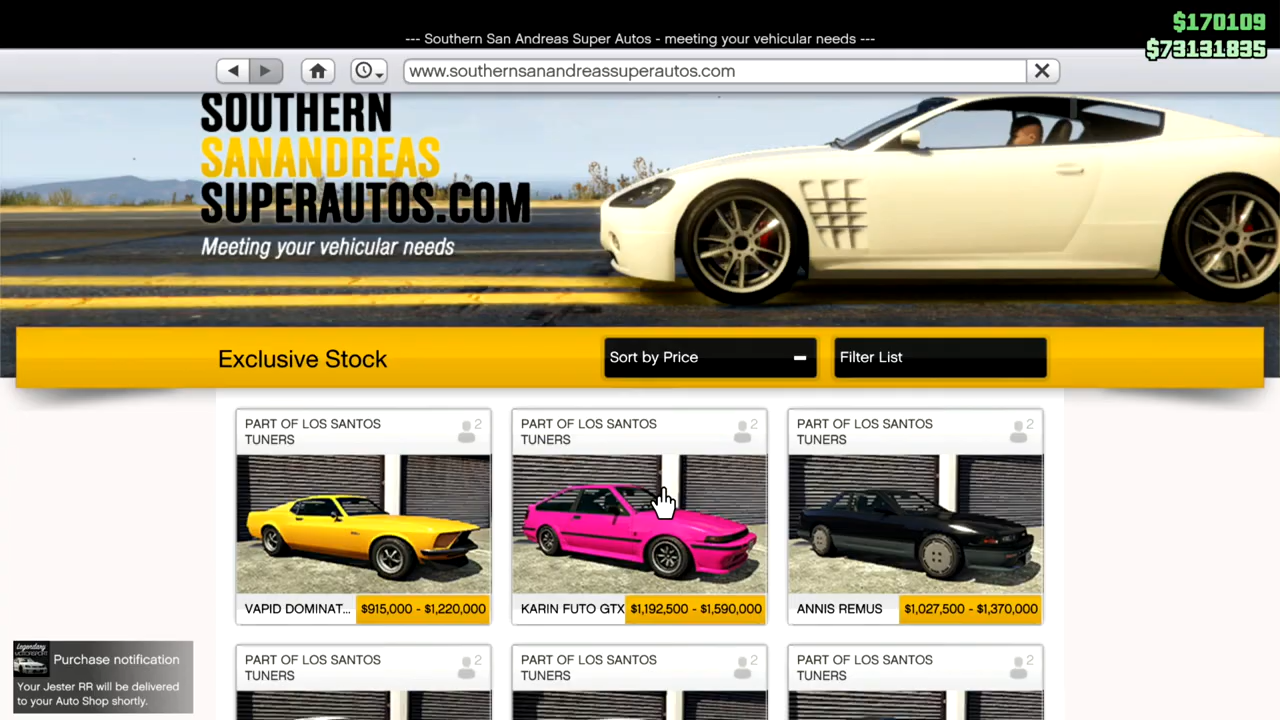 $170109
--- Southern San Andreas Super Autos - meeting your vehicular needs ---
$73131835
www.southernsanandreassuperautos.com
SOUTHERN
SANANDREAS
SUPERAUTOS.COM
Meeting your vehicular needs
Exclusive Stock
Sort by Price
Filter List
PART OF LOS SANTOS
TUNERS
2
PART OF LOS SANTOS
TUNERS
2
PART OF LOS SANTOS
TUNERS
2
VAPID DOMINAT... $915,000 - $1,220,000
KARIN FUTO GTX $1,192,500 - $1,590,000
ANNIS REMUS $1,027,500 - $1,370,000
PART OF LOS SANTOS
TUNERS
2
PART OF LOS SANTOS
TUNERS
2
PART OF LOS SANTOS
TUNERS
2
Legendary
MOTORSPORT
Purchase notification
Your Jester RR will be delivered
to your Auto Shop shortly.